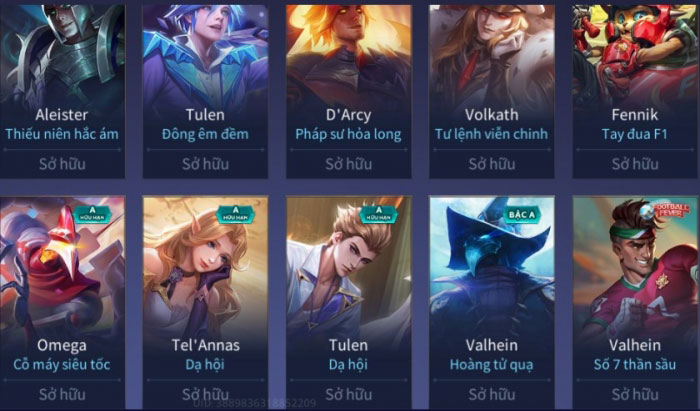 Aleister
Thiếu niên hắc ám
Sở hữu
Tulen
Đông êm đềm
Sở hữu
D'Arcy
Pháp sư hỏa long
Sở hữu
Volkath
Tư lệnh viễn chinh
Sở hữu
Fennik
Tay đua F1
Sở hữu
A
HỮU HẠN
Omega
Cỗ máy siêu tốc
Sở hữu
A
HỮU HẠN
Tel'Annas
Dạ hội
Sở hữu
A
HỮU HẠN
Tulen
Dạ hội
Sở hữu
BẬC A
Valhein
Hoàng tử quạ
Sở hữu
FOOTBALL
FEVER
Valhein
Số 7 thần sầu
Sở hữu
UID: 3889836318852209